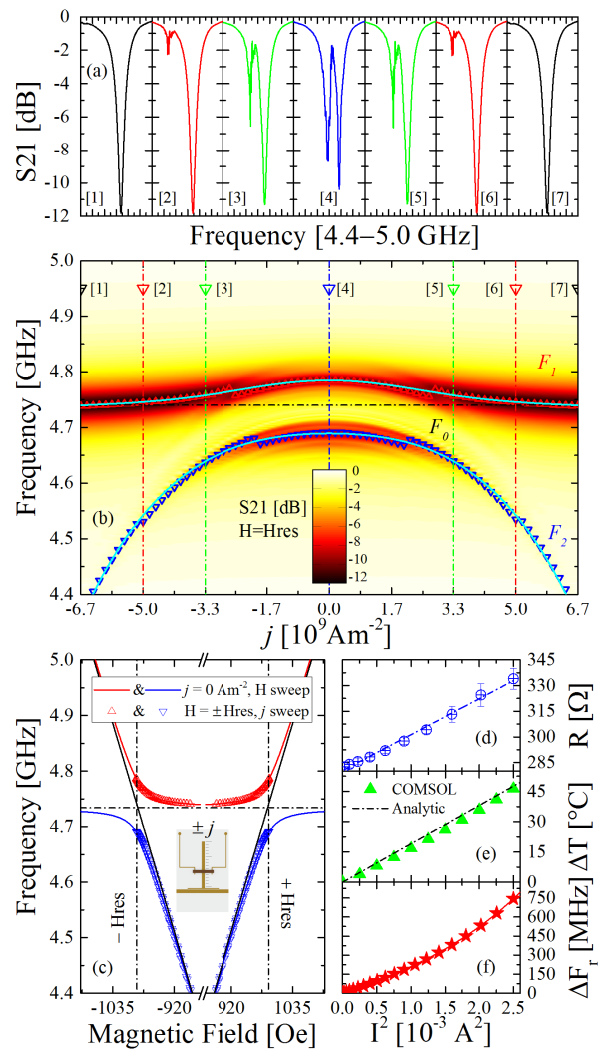 0
-2
-4
-6
-8
-10
-12
S21 [dB]
(a)
[1] [2] [3] [4] [5] [6] [7]
Frequency [4.4–5.0 GHz]
5.0
4.9
4.8
4.7
4.6
4.5
4.4
Frequency [GHz]
[1] [2] [3] [4] [5] [6] [7]
F1
F0
F2
S21 [dB]
H=Hres
0
-2
-4
-6
-8
-10
-12
(b)
-6.7 -5.0 -3.3 -1.7 0.0 1.7 3.3 5.0 6.7
j [10⁹Am⁻²]
5.0
4.9
4.8
4.7
4.6
4.5
4.4
Frequency [GHz]
& j = 0 Am⁻², H sweep
& H = ±Hres, j sweep
± j
− Hres
+ Hres
(c)
-1035 -920 920 1035
Magnetic Field [Oe]
345
330
315
300
285
R [Ω]
(d)
COMSOL
Analytic
45
30
15
0
ΔT [°C]
(e)
750
600
450
300
150
0
ΔFr [MHz]
(f)
0.0 0.5 1.0 1.5 2.0 2.5
I² [10⁻³ A²]